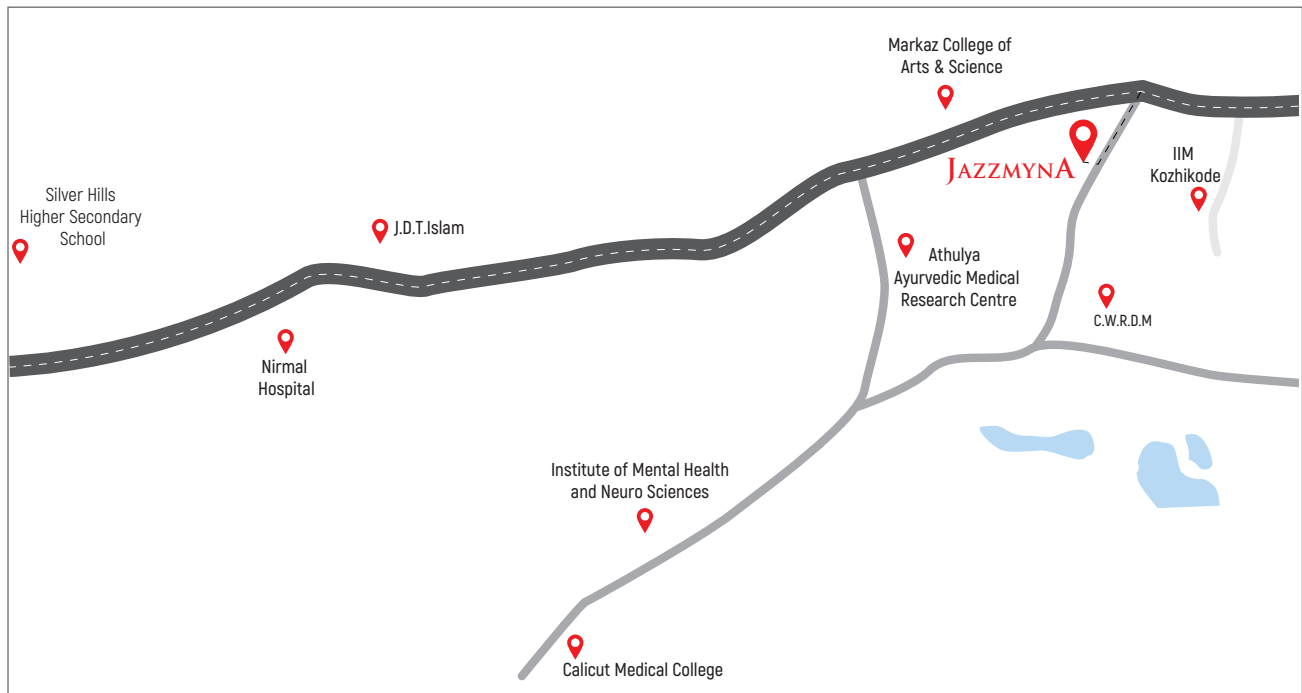 Markaz College of
Arts & Science
JAZZMYNA
IIM
Kozhikode
Silver Hills
Higher Secondary
School
J.D.T.Islam
Athulya
Ayurvedic Medical
Research Centre
C.W.R.D.M
Nirmal
Hospital
Institute of Mental Health
and Neuro Sciences
Calicut Medical College